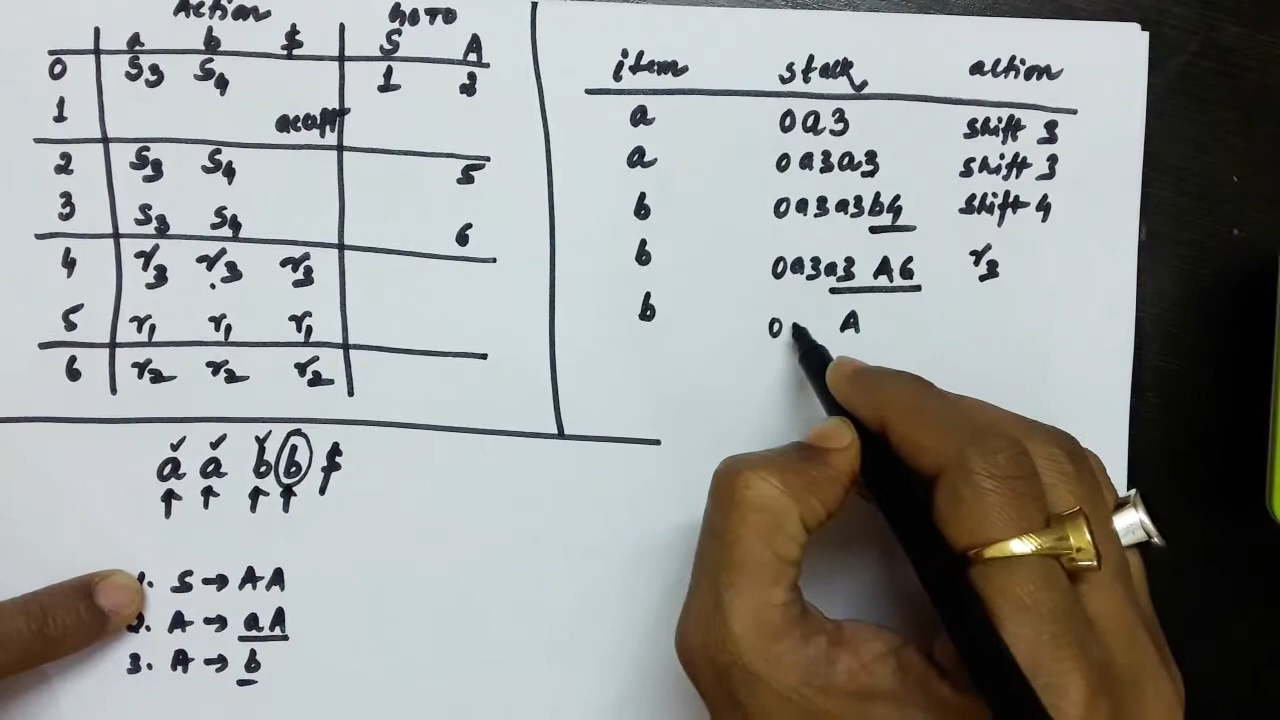 Action GOTO
a b $ S A
0 S3 S4 1 2
1 accept
2 S3 S4 5
3 S3 S4 6
4 r3 r3 r3
5 r1 r1 r1
6 r2 r2 r2
a a b b $
1. S → AA
2. A → aA
3. A → b
item stack action
a 0a3 shift 3
a 0a3a3 shift 3
b 0a3a3b4 shift 4
b 0a3a3 A6 r3
b 0 A